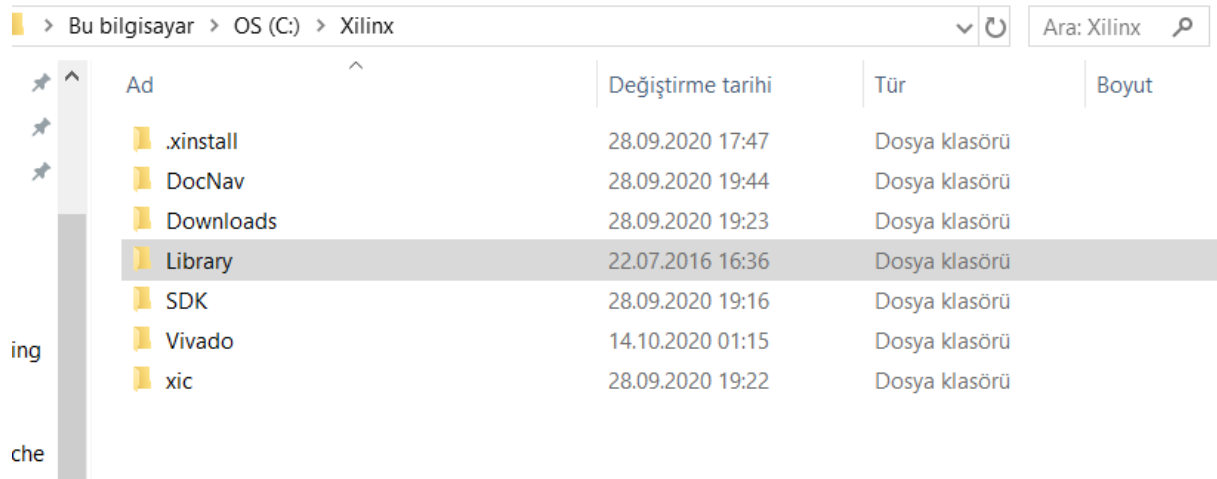 > Bu bilgisayar > OS (C:) > Xilinx
Ara: Xilinx
Ad Değiştirme tarihi Tür Boyut
.xinstall 28.09.2020 17:47 Dosya klasörü
DocNav 28.09.2020 19:44 Dosya klasörü
Downloads 28.09.2020 19:23 Dosya klasörü
Library 22.07.2016 16:36 Dosya klasörü
SDK 28.09.2020 19:16 Dosya klasörü
Vivado 14.10.2020 01:15 Dosya klasörü
xic 28.09.2020 19:22 Dosya klasörü
ing
che